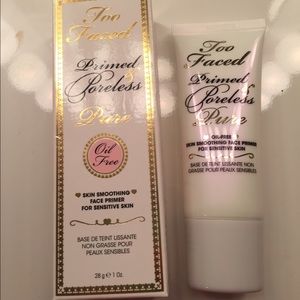 Too
Faced
Primed
&
Poreless
Pure
Oil
Free
SKIN SMOOTHING
FACE PRIMER
FOR SENSITIVE SKIN
BASE DE TEINT LISSANTE
NON GRASSE POUR
PEAUX SENSIBLES
28 g e 1 Oz.
Too
Faced
Primed
&
Poreless
Pure
OIL-FREE
SKIN SMOOTHING
FACE PRIMER
FOR SENSITIVE SKIN
BASE DE TEINT LISSANTE NON
GRASSE POUR PEAUX SENSIBLES